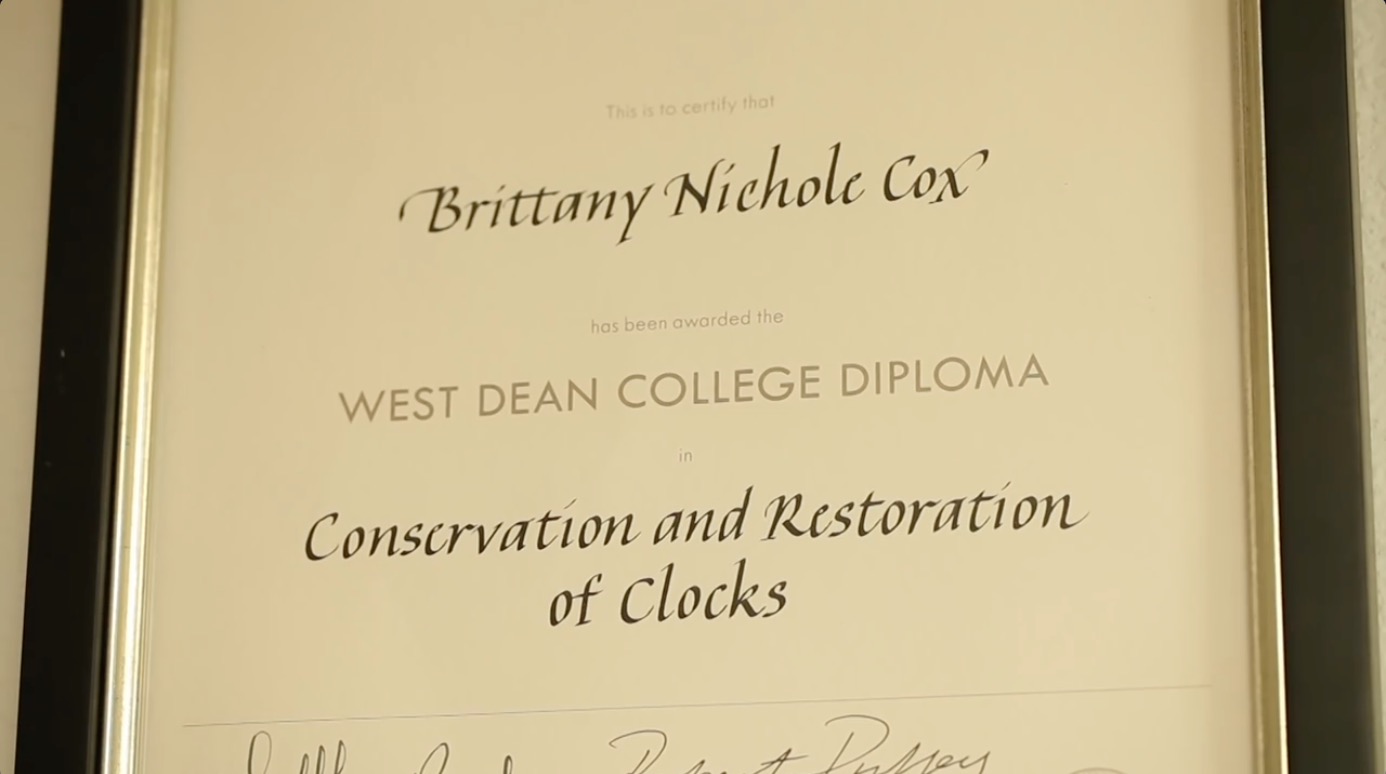 This is to certify that
Brittany Nichole Cox
has been awarded the
WEST DEAN COLLEGE DIPLOMA
in
Conservation and Restoration
of Clocks